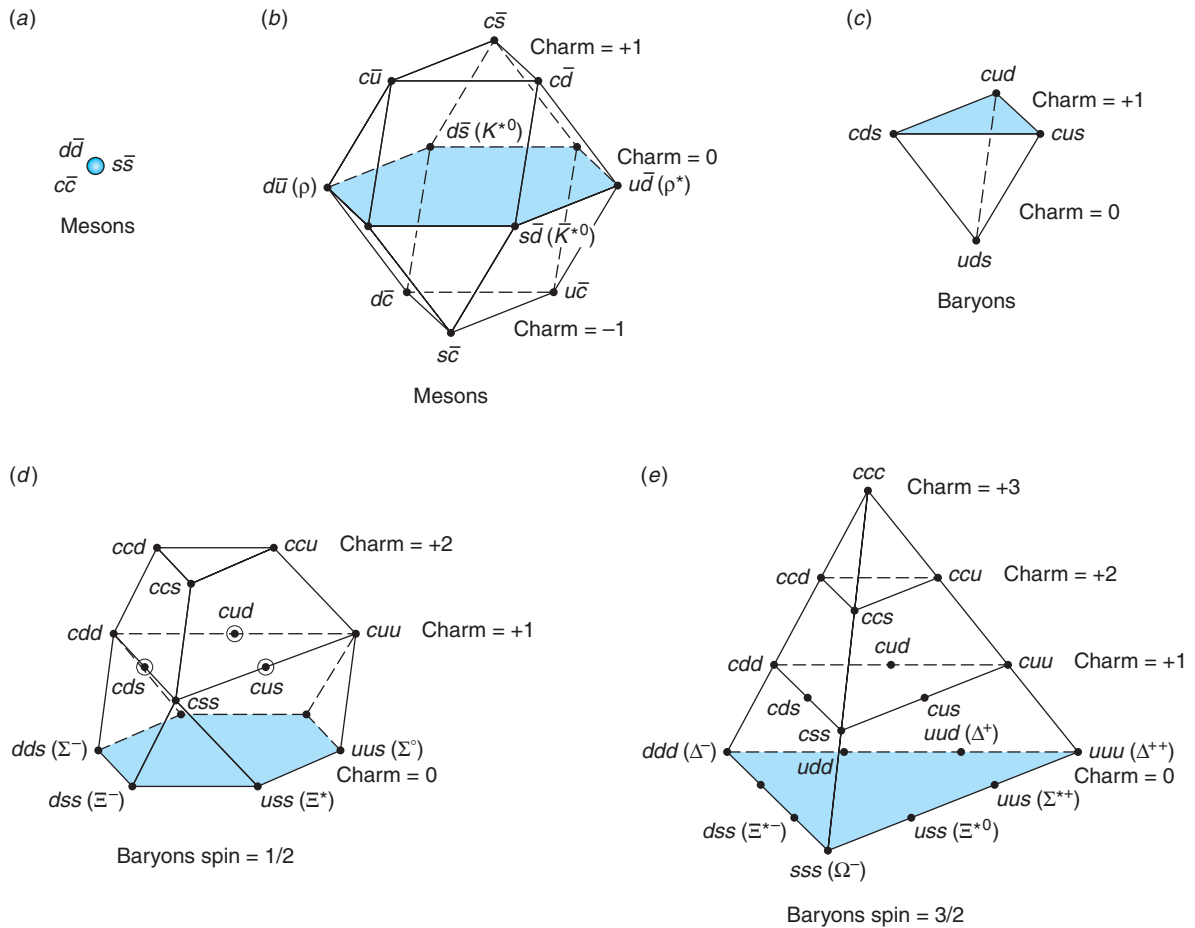 (a)
dd̅
ss̅
cc̅
Mesons
(b)
cs̅
Charm = +1
cu̅
cd̅
ds̅ (K*0)
Charm = 0
du̅ (ρ)
ud̅ (ρ*)
sd̅ (K̅*0)
dc̅
uc̅
Charm = –1
sc̅
Mesons
(c)
cud
Charm = +1
cds
cus
Charm = 0
uds
Baryons
(d)
ccd
ccu
Charm = +2
ccs
cud
cdd
cuu
Charm = +1
cds
cus
css
dds (Σ−)
uus (Σ°)
Charm = 0
dss (Ξ−)
uss (Ξ*)
Baryons spin = 1/2
(e)
ccc
Charm = +3
ccd
ccu
Charm = +2
ccs
cud
cdd
cuu
Charm = +1
cds
cus
css
uud (Δ+)
ddd (Δ−)
udd
uuu (Δ++)
Charm = 0
uus (Σ*+)
dss (Ξ*−)
uss (Ξ*0)
sss (Ω−)
Baryons spin = 3/2